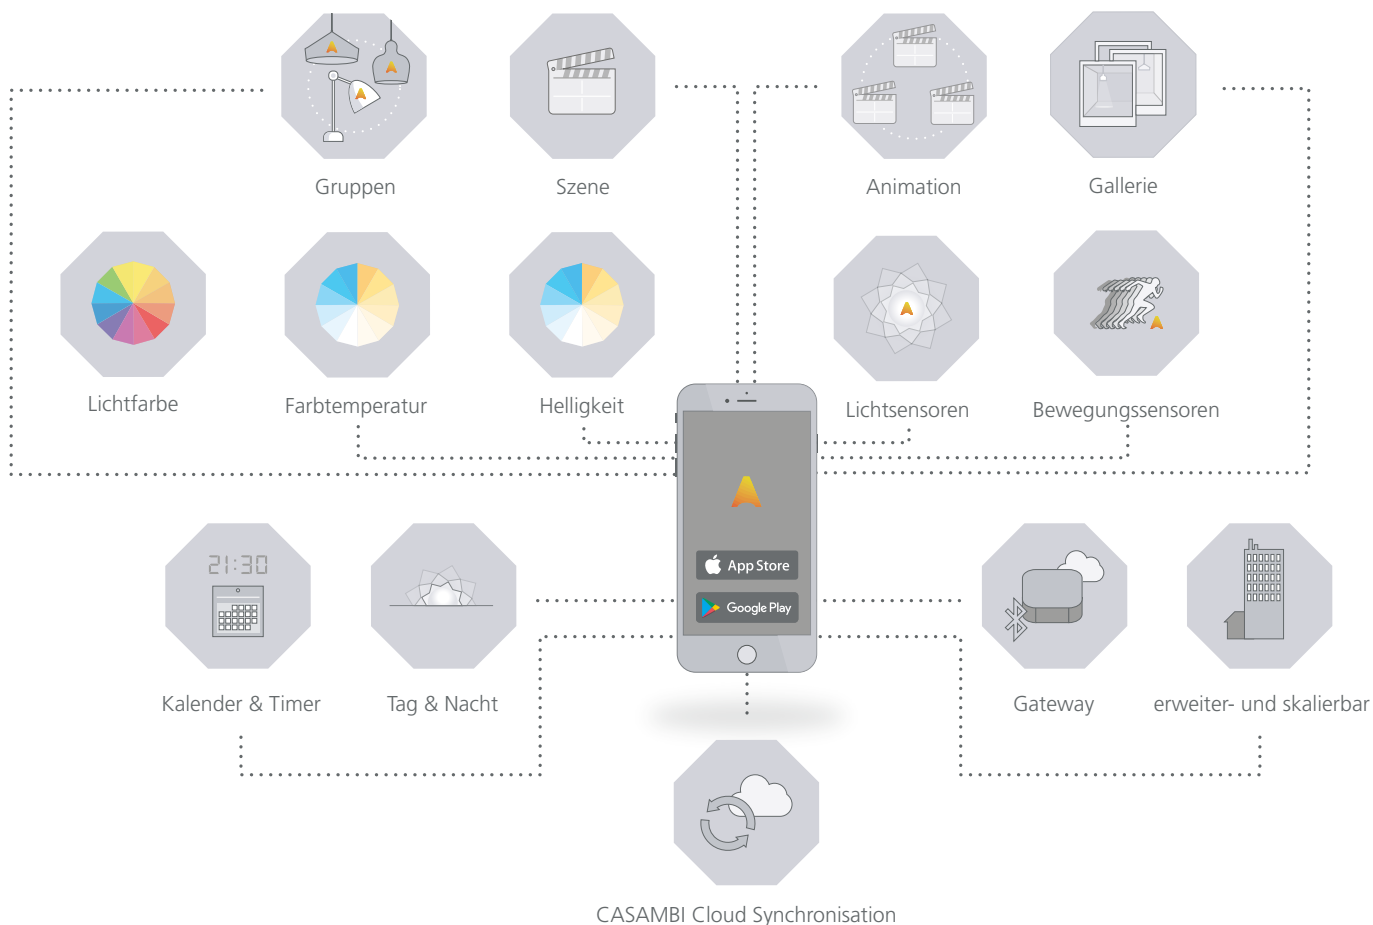 Gruppen
Szene
Animation
Gallerie
Lichtfarbe
Farbtemperatur
Helligkeit
Lichtsensoren
Bewegungssensoren
App Store
Google Play
21:30
Kalender & Timer
Tag & Nacht
Gateway
erweiter- und skalierbar
CASAMBI Cloud Synchronisation